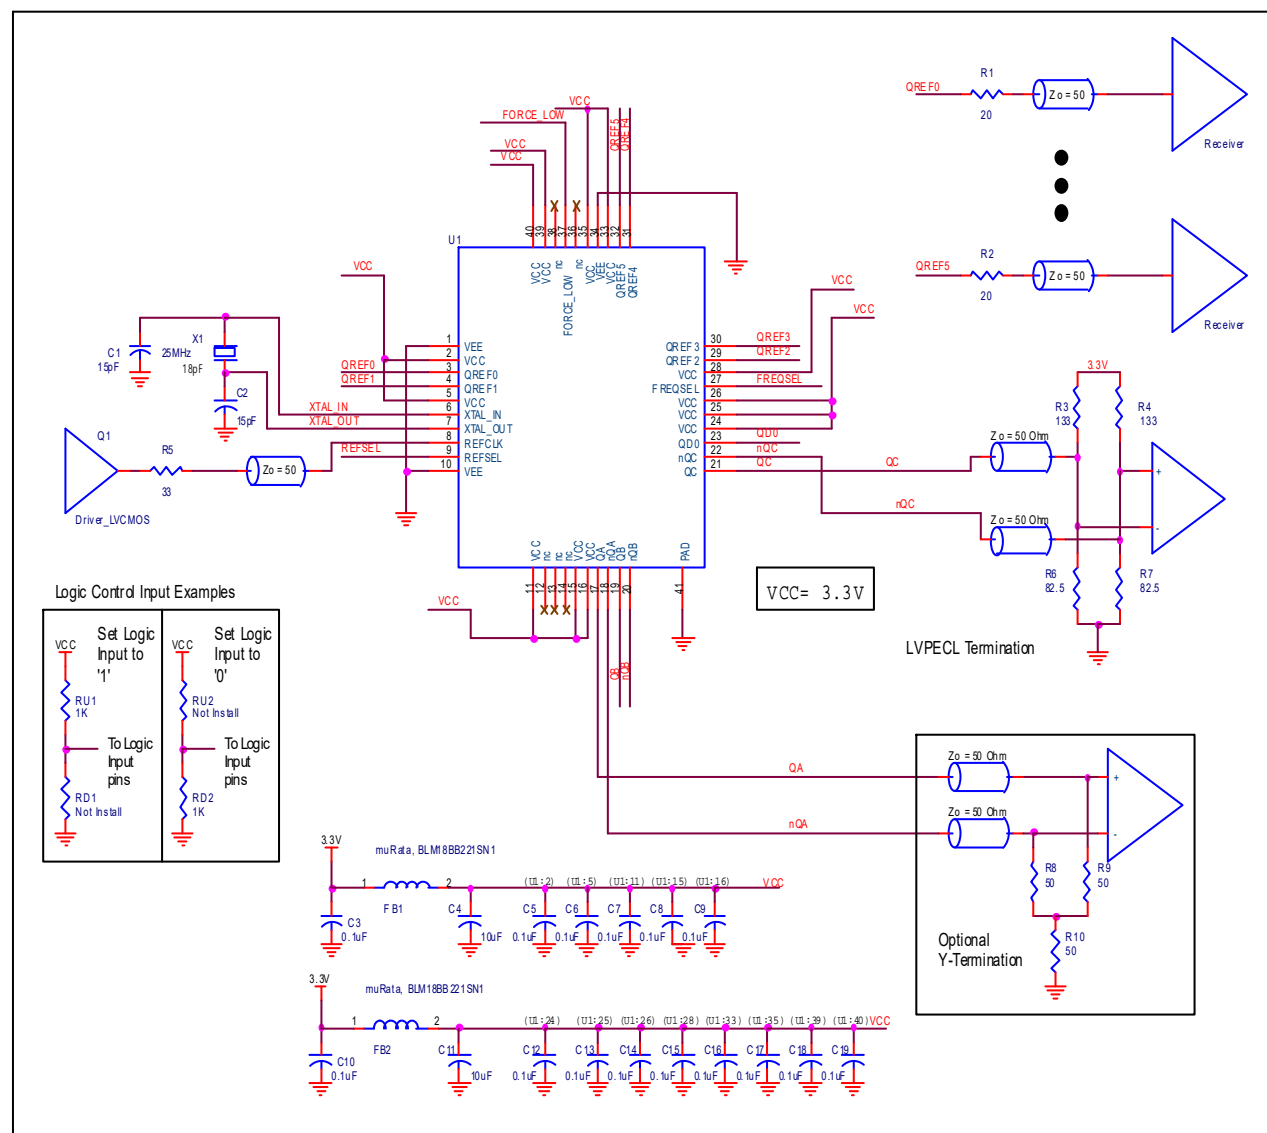 R1
QREF0
Zo = 50
20
Receiver
R2
QREF5
Zo = 50
20
Receiver
VCC
FORCE_LOW
VCC
VCC
QREF5
QREF4
U1
40
39
38
37
36
35
34
33
32
31
VCC
VCC
nc
FORCE_LOW
nc
VCC
VEE
VCC
QREF5
QREF4
VCC
C1
15pF
X1
25MHz
18pF
C2
15pF
QREF0
QREF1
XTAL_IN
XTAL_OUT
REFSEL
1
2
3
4
5
6
7
8
9
10
VEE
VCC
QREF0
QREF1
VCC
XTAL_IN
XTAL_OUT
REFCLK
REFSEL
VEE
Q1
R5
33
Zo = 50
Driver_LVCMOS
QREF3
QREF2
VCC
FREQSEL
VCC
VCC
VCC
QD0
nQC
QC
30
29
28
27
26
25
24
23
22
21
VCC
VCC
QREF3
QREF2
FREQSEL
QD0
nQC
QC
QC
nQC
3.3V
R3
133
R4
133
Zo = 50 Ohm
Zo = 50 Ohm
+
-
R6
82.5
R7
82.5
LVPECL Termination
VCC
nc
nc
nc
VCC
VCC
QA
nQA
QB
nQB
PAD
11
12
13
14
15
16
17
18
19
20
41
VCC
QB
nQB
VCC= 3.3V
Logic Control Input Examples
Set Logic
Input to
'1'
VCC
RU1
1K
To Logic
Input
pins
RD1
Not Install
Set Logic
Input to
'0'
VCC
RU2
Not Install
To Logic
Input
pins
RD2
1K
QA
nQA
Zo = 50 Ohm
Zo = 50 Ohm
+
-
R8
50
R9
50
R10
50
Optional
Y-Termination
3.3V
muRata, BLM18BB221SN1
1
2
FB1
(U1:2)
(U1:5)
(U1:11)
(U1:15)
(U1:16)
VCC
C3
0.1uF
C4
10uF
C5
0.1uF
C6
0.1uF
C7
0.1uF
C8
0.1uF
C9
0.1uF
3.3V
muRata, BLM18BB221SN1
1
2
FB2
(U1:24)
(U1:25)
(U1:26)
(U1:28)
(U1:33)
(U1:35)
(U1:39)
(U1:40)
VCC
C10
0.1uF
C11
10uF
C12
0.1uF
C13
0.1uF
C14
0.1uF
C15
0.1uF
C16
0.1uF
C17
0.1uF
C18
0.1uF
C19
0.1uF